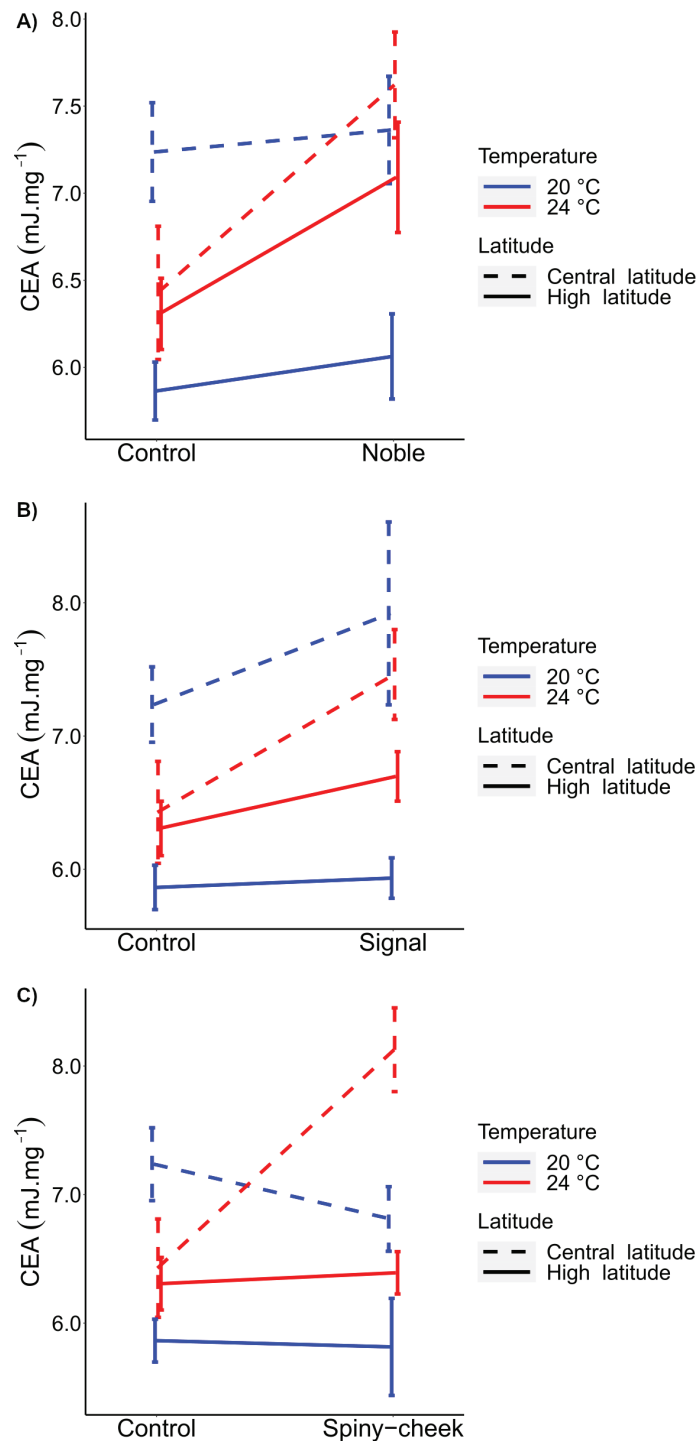 A)
8.0
7.5
7.0
6.5
6.0
CEA (mJ.mg⁻¹)
Control
Noble
Temperature
20 °C
24 °C
Latitude
Central latitude
High latitude
B)
8.0
7.0
6.0
CEA (mJ.mg⁻¹)
Control
Signal
Temperature
20 °C
24 °C
Latitude
Central latitude
High latitude
C)
8.0
7.0
6.0
CEA (mJ.mg⁻¹)
Control
Spiny−cheek
Temperature
20 °C
24 °C
Latitude
Central latitude
High latitude